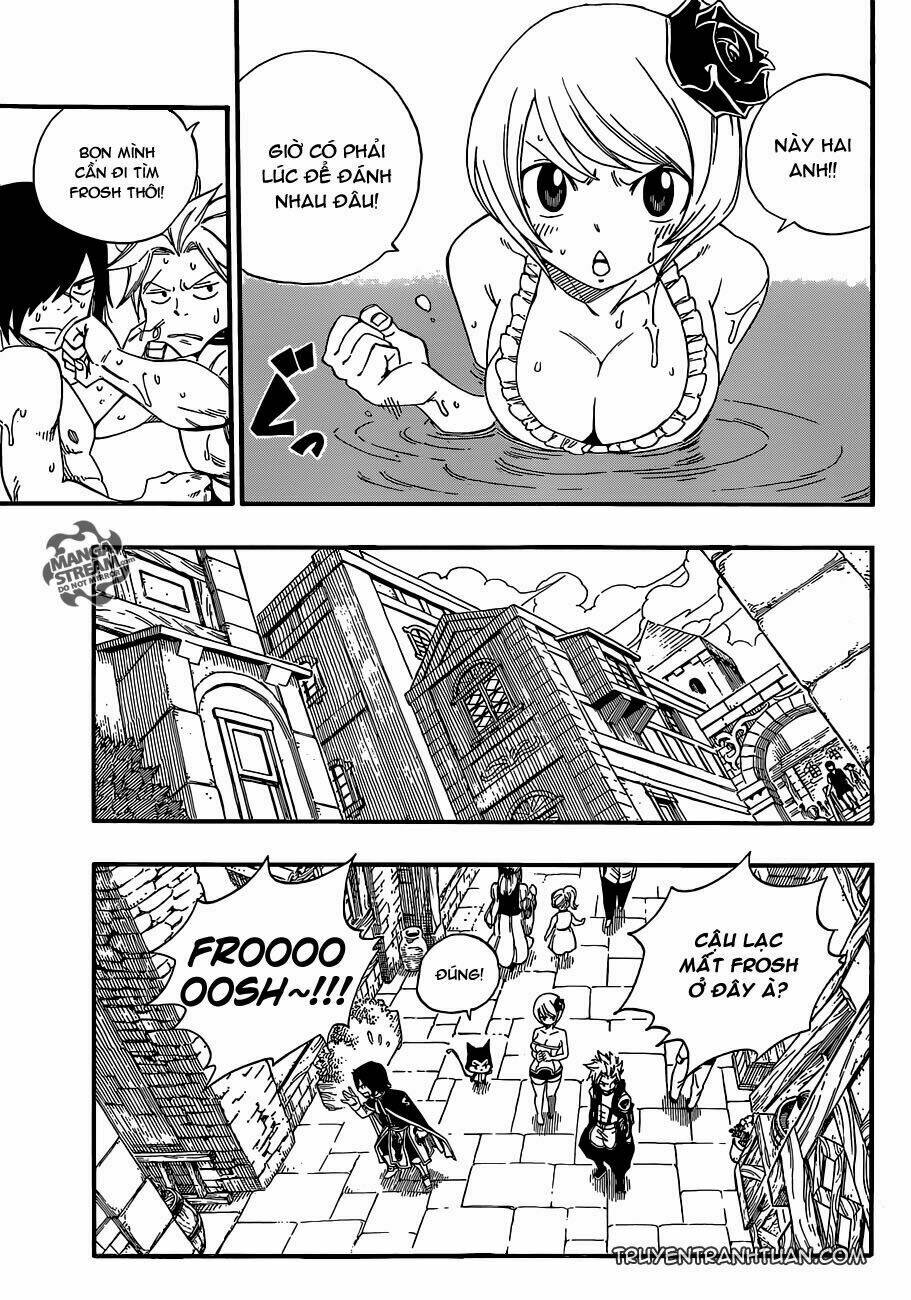 NÀY HAI
ANH!!
GIỜ CÓ PHẢI
LÚC ĐỂ ĐÁNH
NHAU ĐÂU!
BỌN MÌNH
CẦN ĐI TÌM
FROSH THÔI!
MANGA
STREAM.com
DO NOT MIRROR
CẬU LẠC
MẤT FROSH
Ở ĐÂY À?
ĐÚNG!
FROOOO
OOSH~!!!
TRUYENTRANHTUAN.COM